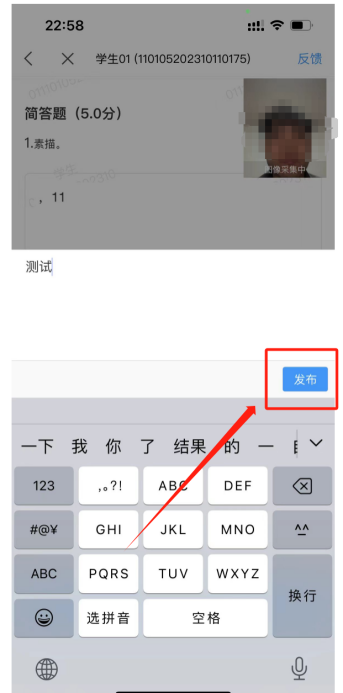 22:58
学生01 (110105202310110175)
反馈
简答题（5.0分）
1.素描。
图像采集中
，11
测试
发布
一下 我 你 了 结果 的 一
123
,。?!
ABC
DEF
#@¥
GHI
JKL
MNO
^^
ABC
PQRS
TUV
WXYZ
换行
选拼音
空格